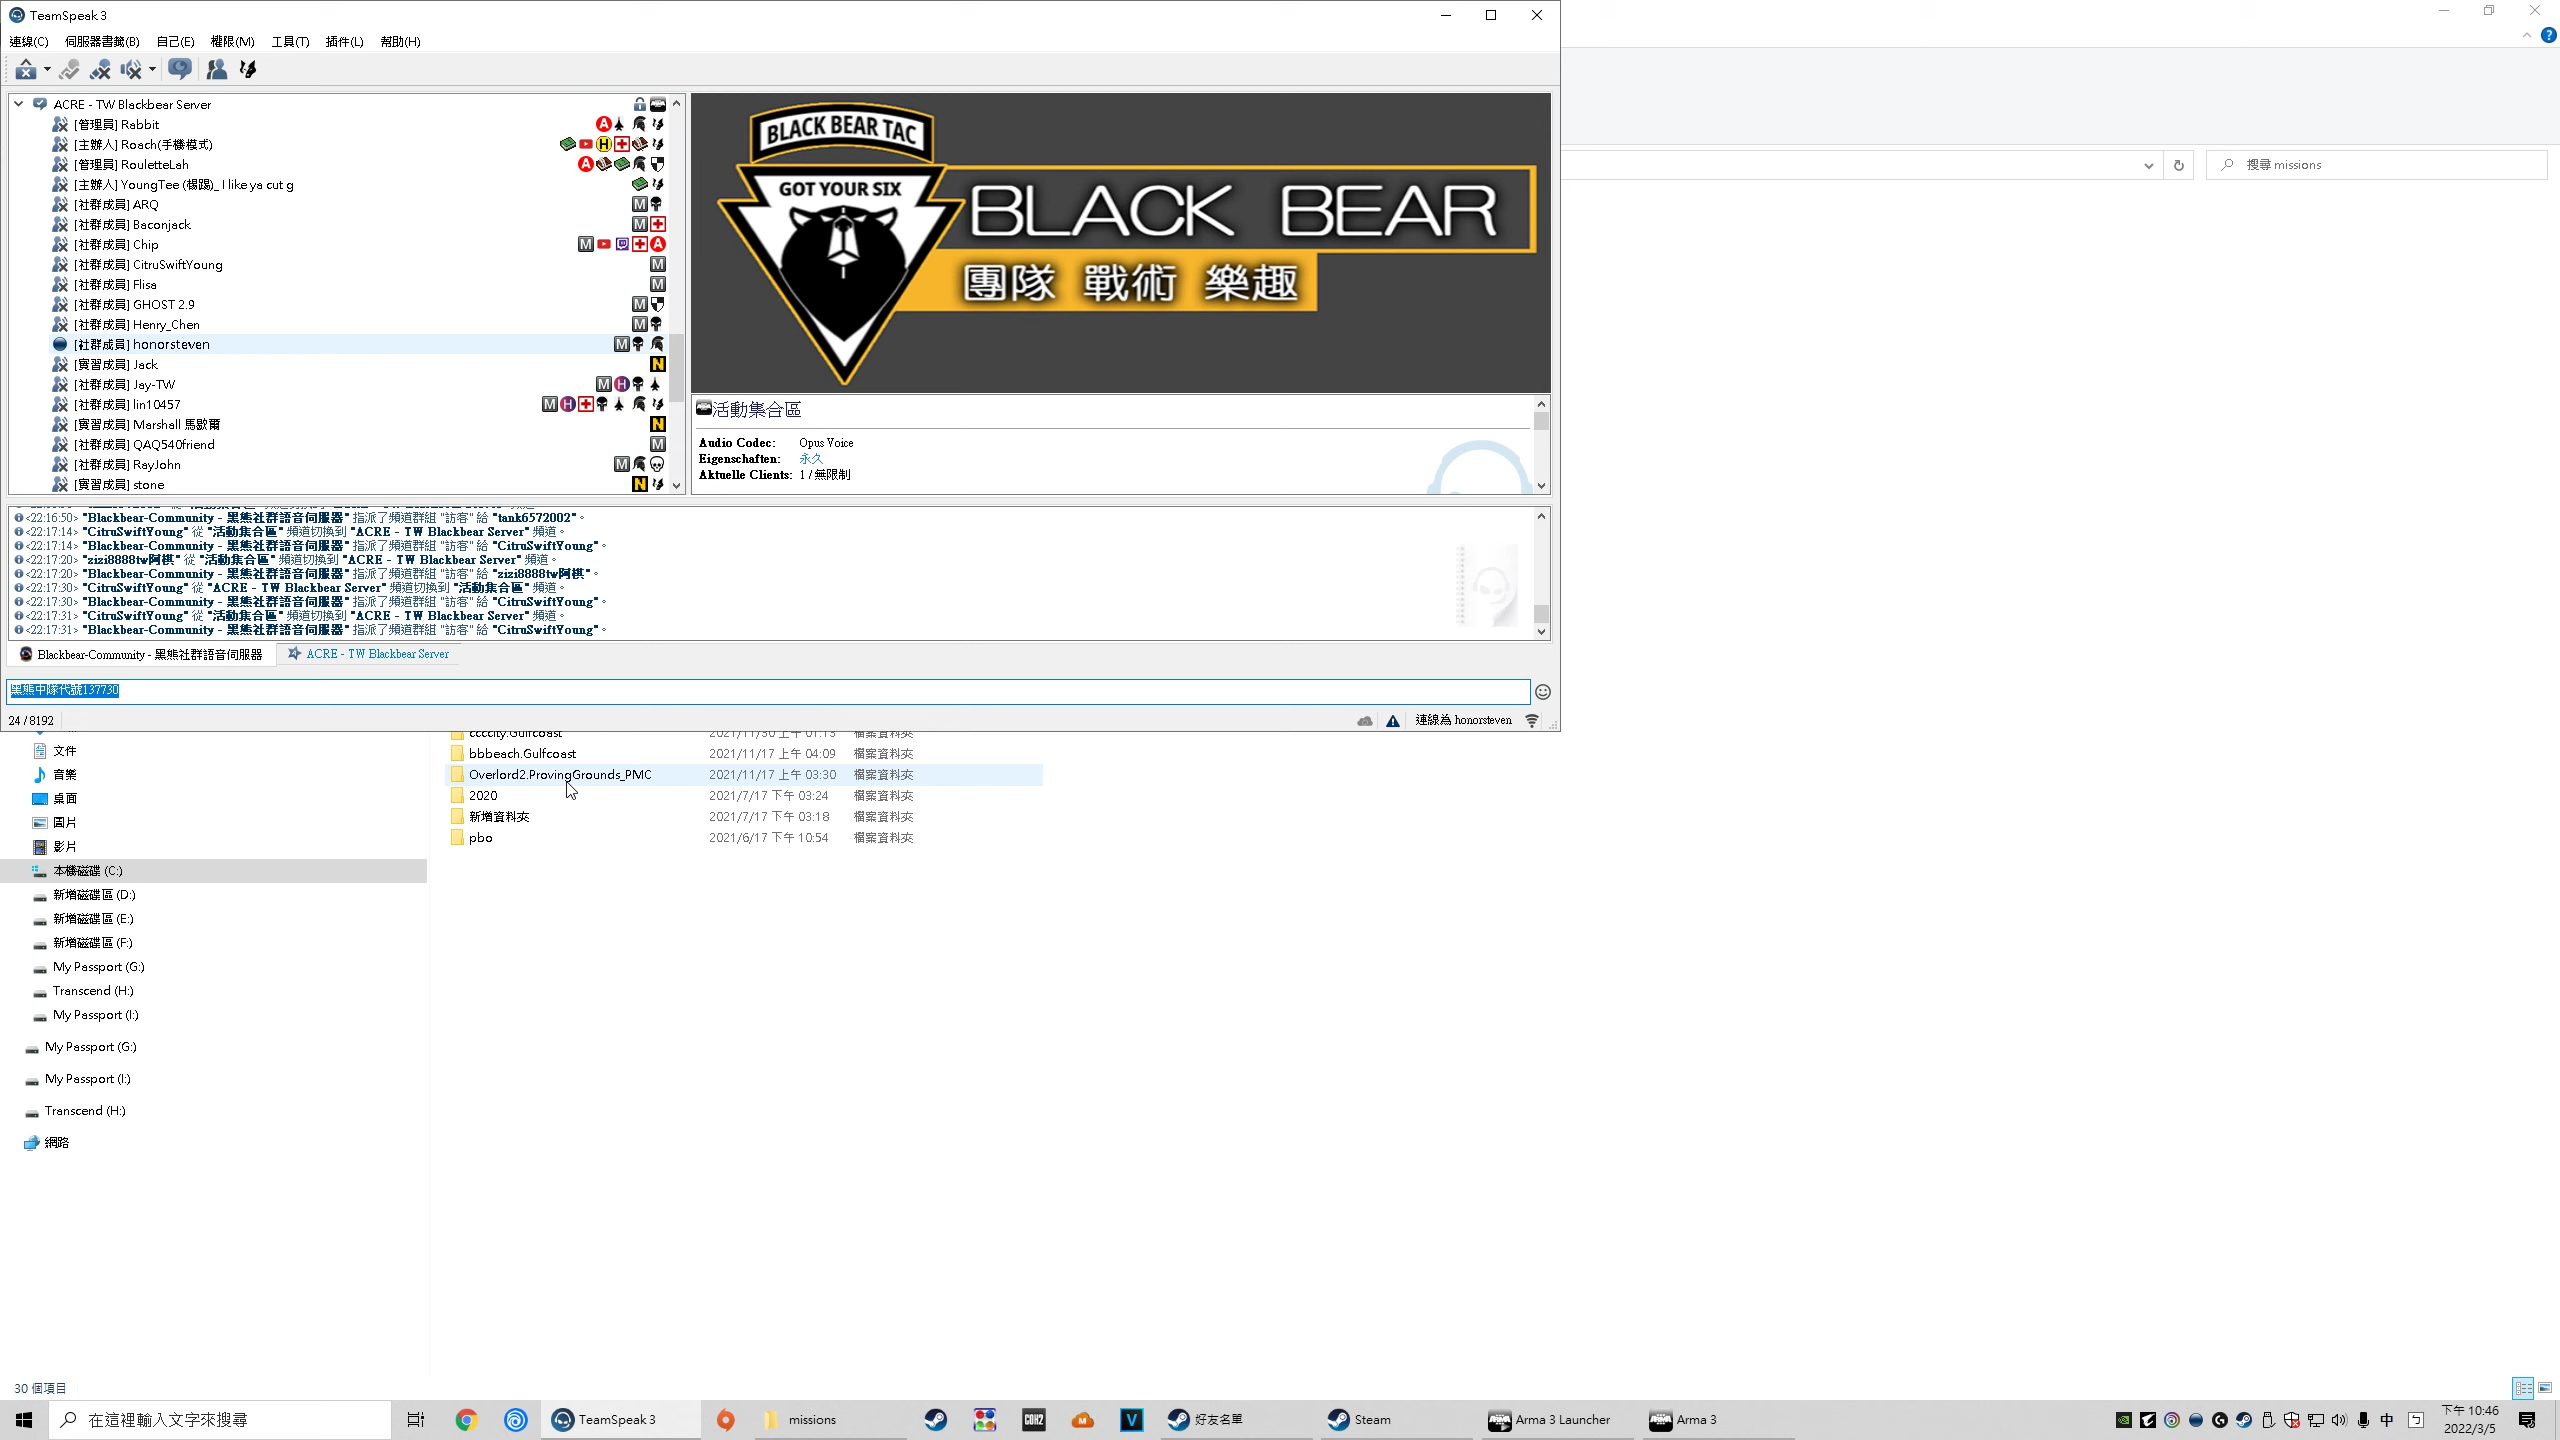 TeamSpeak 3
連線(C) 伺服器書籤(B) 自己(E) 權限(M) 工具(T) 插件(L) 幫助(H)
ACRE - TW Blackbear Server
[管理員] Rabbit
[主辦人] Roach(手機模式)
[管理員] RouletteLah
[主辦人] YoungTee (楊踢)_ I like ya cut g
[社群成員] ARQ
[社群成員] Baconjack
[社群成員] Chip
[社群成員] CitruSwiftYoung
[社群成員] Flisa
[社群成員] GHOST 2.9
[社群成員] Henry_Chen
[社群成員] honorsteven
[實習成員] Jack
[社群成員] Jay-TW
[社群成員] lin10457
[實習成員] Marshall 馬歇爾
[社群成員] QAQ540friend
[社群成員] RayJohn
[實習成員] stone
BLACK BEAR TAC
GOT YOUR SIX
BLACK BEAR
團隊 戰術 樂趣
活動集合區
Audio Codec: Opus Voice
Eigenschaften: 永久
Aktuelle Clients: 1 / 無限制
<22:16:50> "Blackbear-Community - 黑熊社群語音伺服器" 指派了頻道群組 "訪客" 給 "tank6572002"。
<22:17:14> "CitruSwiftYoung" 從 "活動集合區" 頻道切換到 "ACRE - TW Blackbear Server" 頻道。
<22:17:14> "Blackbear-Community - 黑熊社群語音伺服器" 指派了頻道群組 "訪客" 給 "CitruSwiftYoung"。
<22:17:20> "zizi8888tw阿棋" 從 "活動集合區" 頻道切換到 "ACRE - TW Blackbear Server" 頻道。
<22:17:20> "Blackbear-Community - 黑熊社群語音伺服器" 指派了頻道群組 "訪客" 給 "zizi8888tw阿棋"。
<22:17:30> "CitruSwiftYoung" 從 "ACRE - TW Blackbear Server" 頻道切換到 "活動集合區" 頻道。
<22:17:30> "Blackbear-Community - 黑熊社群語音伺服器" 指派了頻道群組 "訪客" 給 "CitruSwiftYoung"。
<22:17:31> "CitruSwiftYoung" 從 "活動集合區" 頻道切換到 "ACRE - TW Blackbear Server" 頻道。
<22:17:31> "Blackbear-Community - 黑熊社群語音伺服器" 指派了頻道群組 "訪客" 給 "CitruSwiftYoung"。
Blackbear-Community - 黑熊社群語音伺服器 ACRE - TW Blackbear Server
黑熊中隊代號137730
24 / 8192 連線為 honorsteven
搜尋 missions
cccity.Gulfcoast 2021/11/30 上午 01:13 檔案資料夾
bbbeach.Gulfcoast 2021/11/17 上午 04:09 檔案資料夾
Overlord2.ProvingGrounds_PMC 2021/11/17 上午 03:30 檔案資料夾
2020 2021/7/17 下午 03:24 檔案資料夾
新增資料夾 2021/7/17 下午 03:18 檔案資料夾
pbo 2021/6/17 下午 10:54 檔案資料夾
文件
音樂
桌面
圖片
影片
本機磁碟 (C:)
新增磁碟區 (D:)
新增磁碟區 (E:)
新增磁碟區 (F:)
My Passport (G:)
Transcend (H:)
My Passport (I:)
My Passport (G:)
My Passport (I:)
Transcend (H:)
網路
30 個項目
在這裡輸入文字來搜尋 TeamSpeak 3 missions COH2 好友名單 Steam Arma 3 Launcher Arma 3 中 下午 10:46
2022/3/5